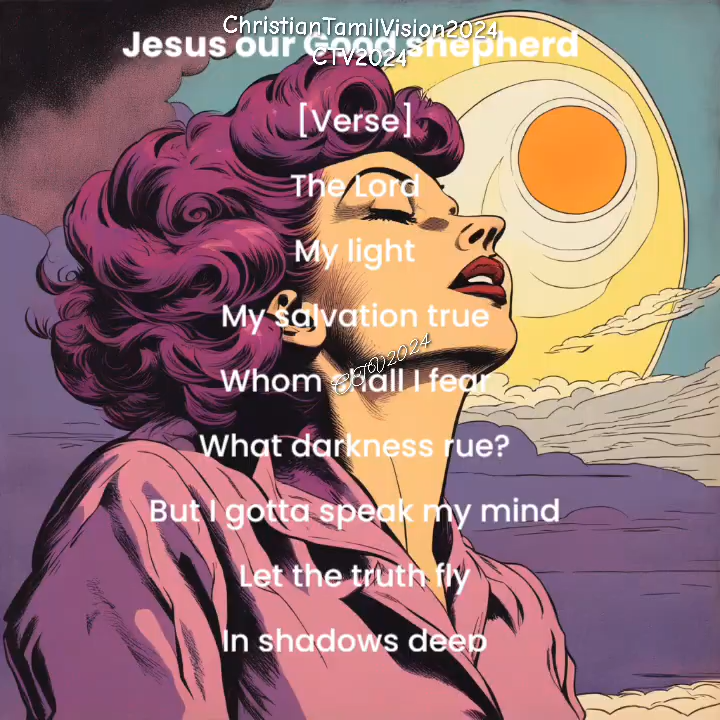 ChristianTamilVision2024
Jesus our Good shepherd
CTV2024
[Verse]
The Lord
My light
My salvation true
CTV2024
Whom shall I fear
What darkness rue?
But I gotta speak my mind
Let the truth fly
In shadows deep